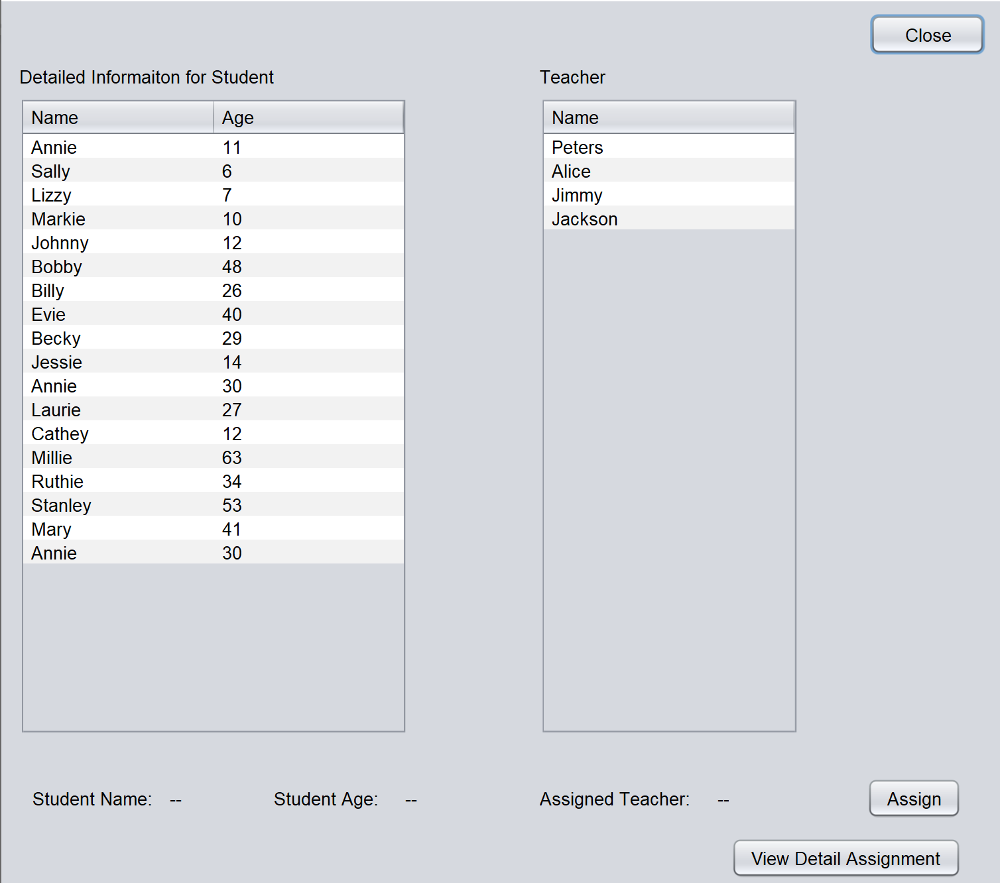 Close
Detailed Informaiton for Student
Teacher
Name Age
Annie 11
Sally 6
Lizzy 7
Markie 10
Johnny 12
Bobby 48
Billy 26
Evie 40
Becky 29
Jessie 14
Annie 30
Laurie 27
Cathey 12
Millie 63
Ruthie 34
Stanley 53
Mary 41
Annie 30
Name
Peters
Alice
Jimmy
Jackson
Student Name: -- Student Age: -- Assigned Teacher: -- Assign
View Detail Assignment